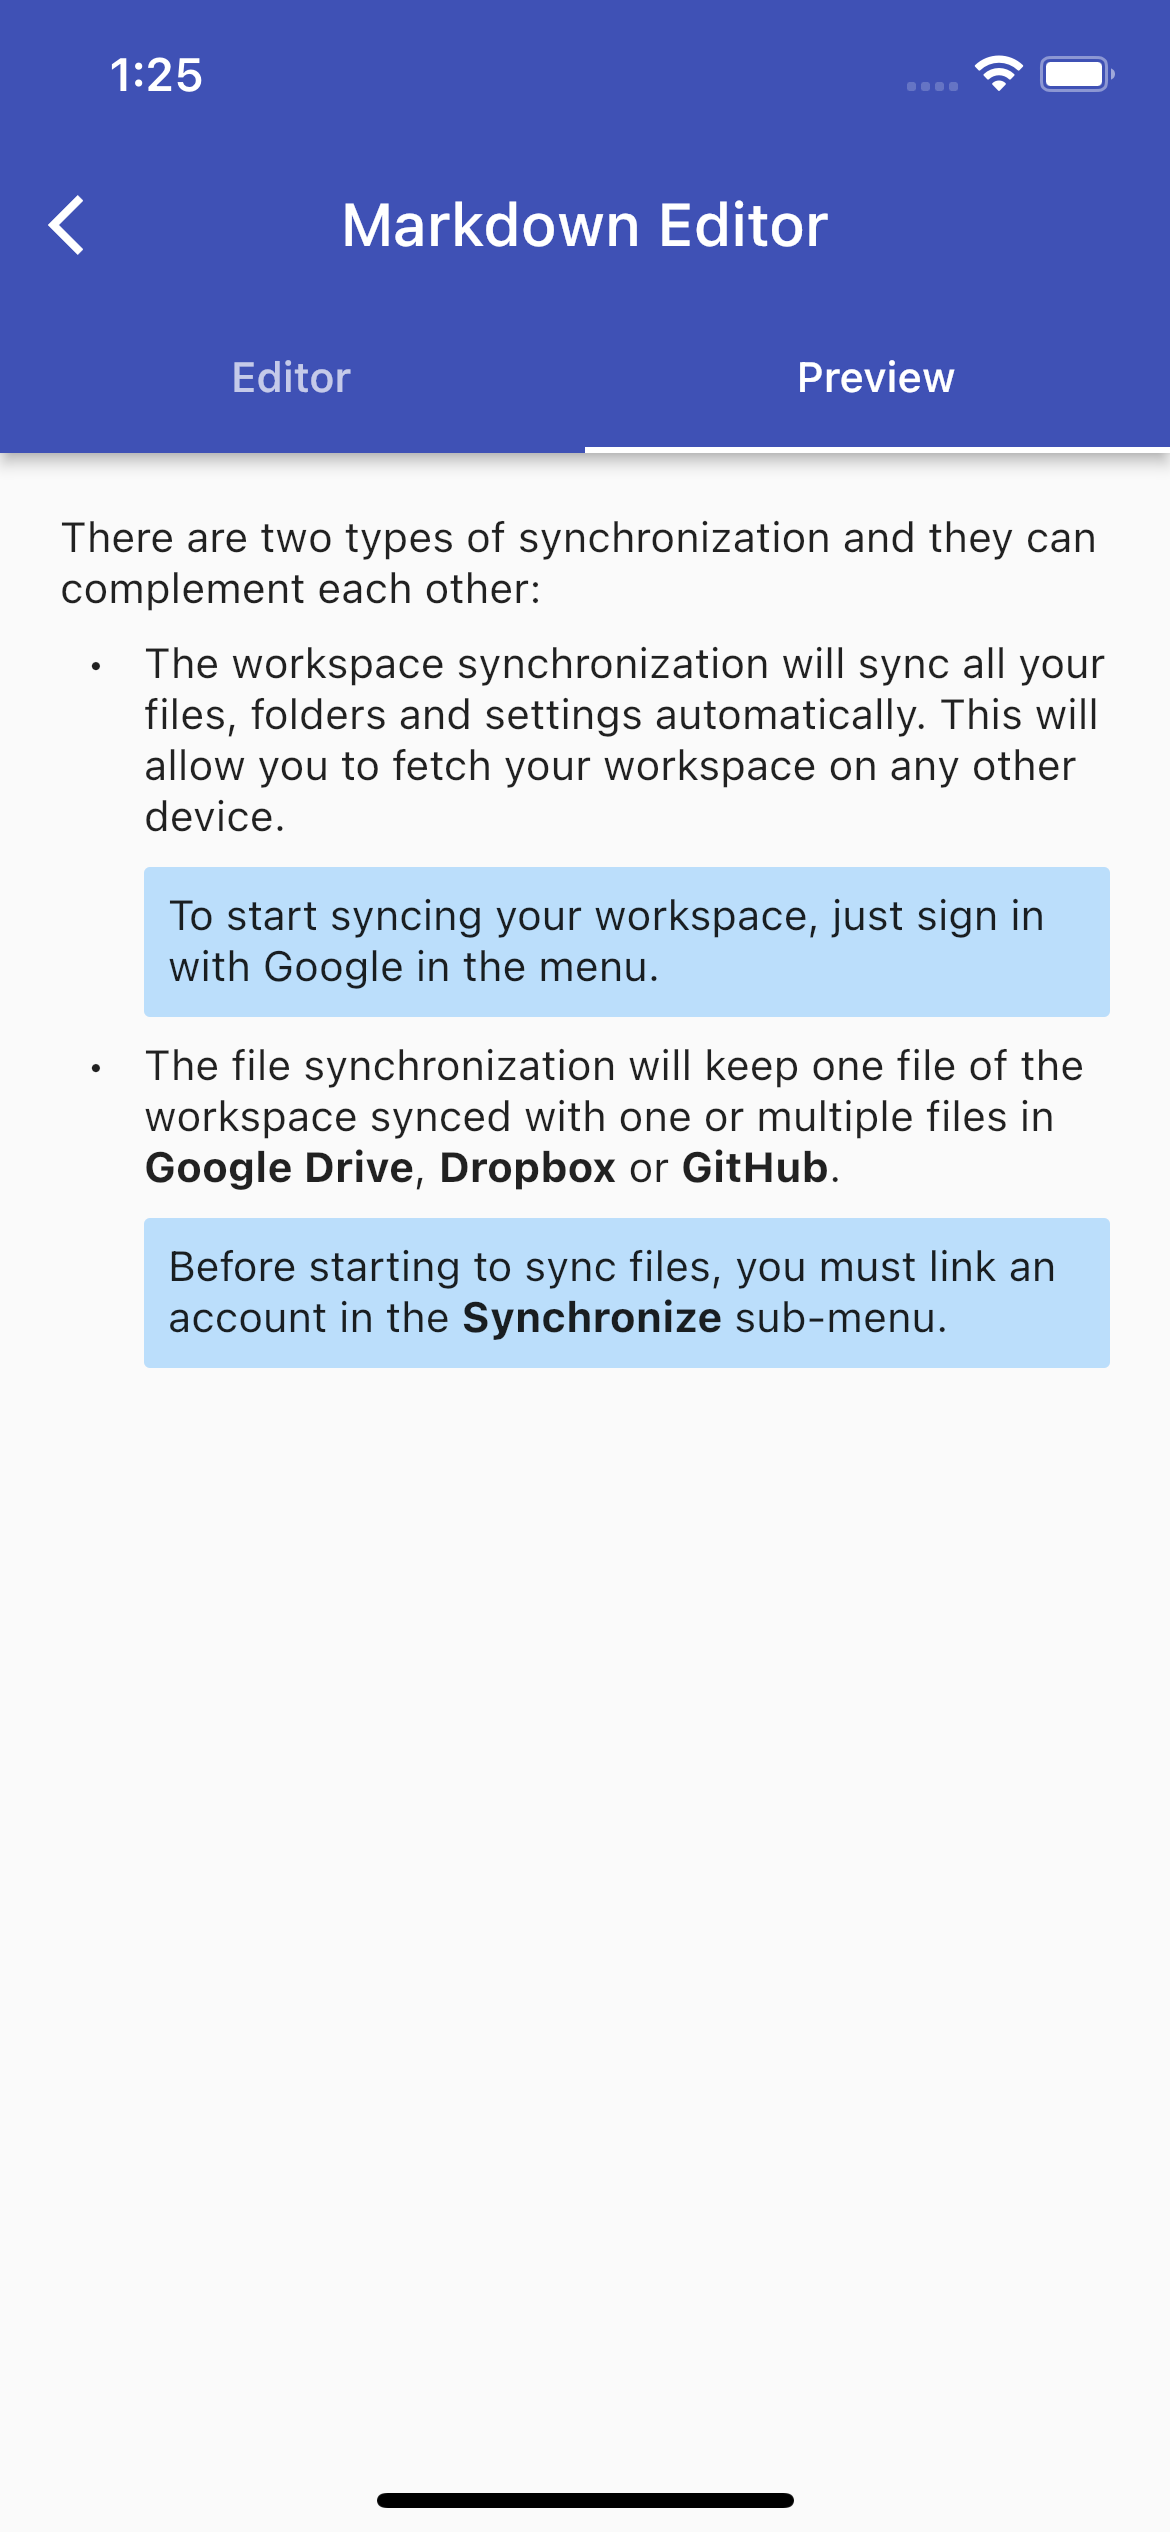 1:25
Markdown Editor
Editor
Preview
There are two types of synchronization and they can
complement each other:
• The workspace synchronization will sync all your
files, folders and settings automatically. This will
allow you to fetch your workspace on any other
device.
To start syncing your workspace, just sign in
with Google in the menu.
• The file synchronization will keep one file of the
workspace synced with one or multiple files in
Google Drive, Dropbox or GitHub.
Before starting to sync files, you must link an
account in the Synchronize sub-menu.